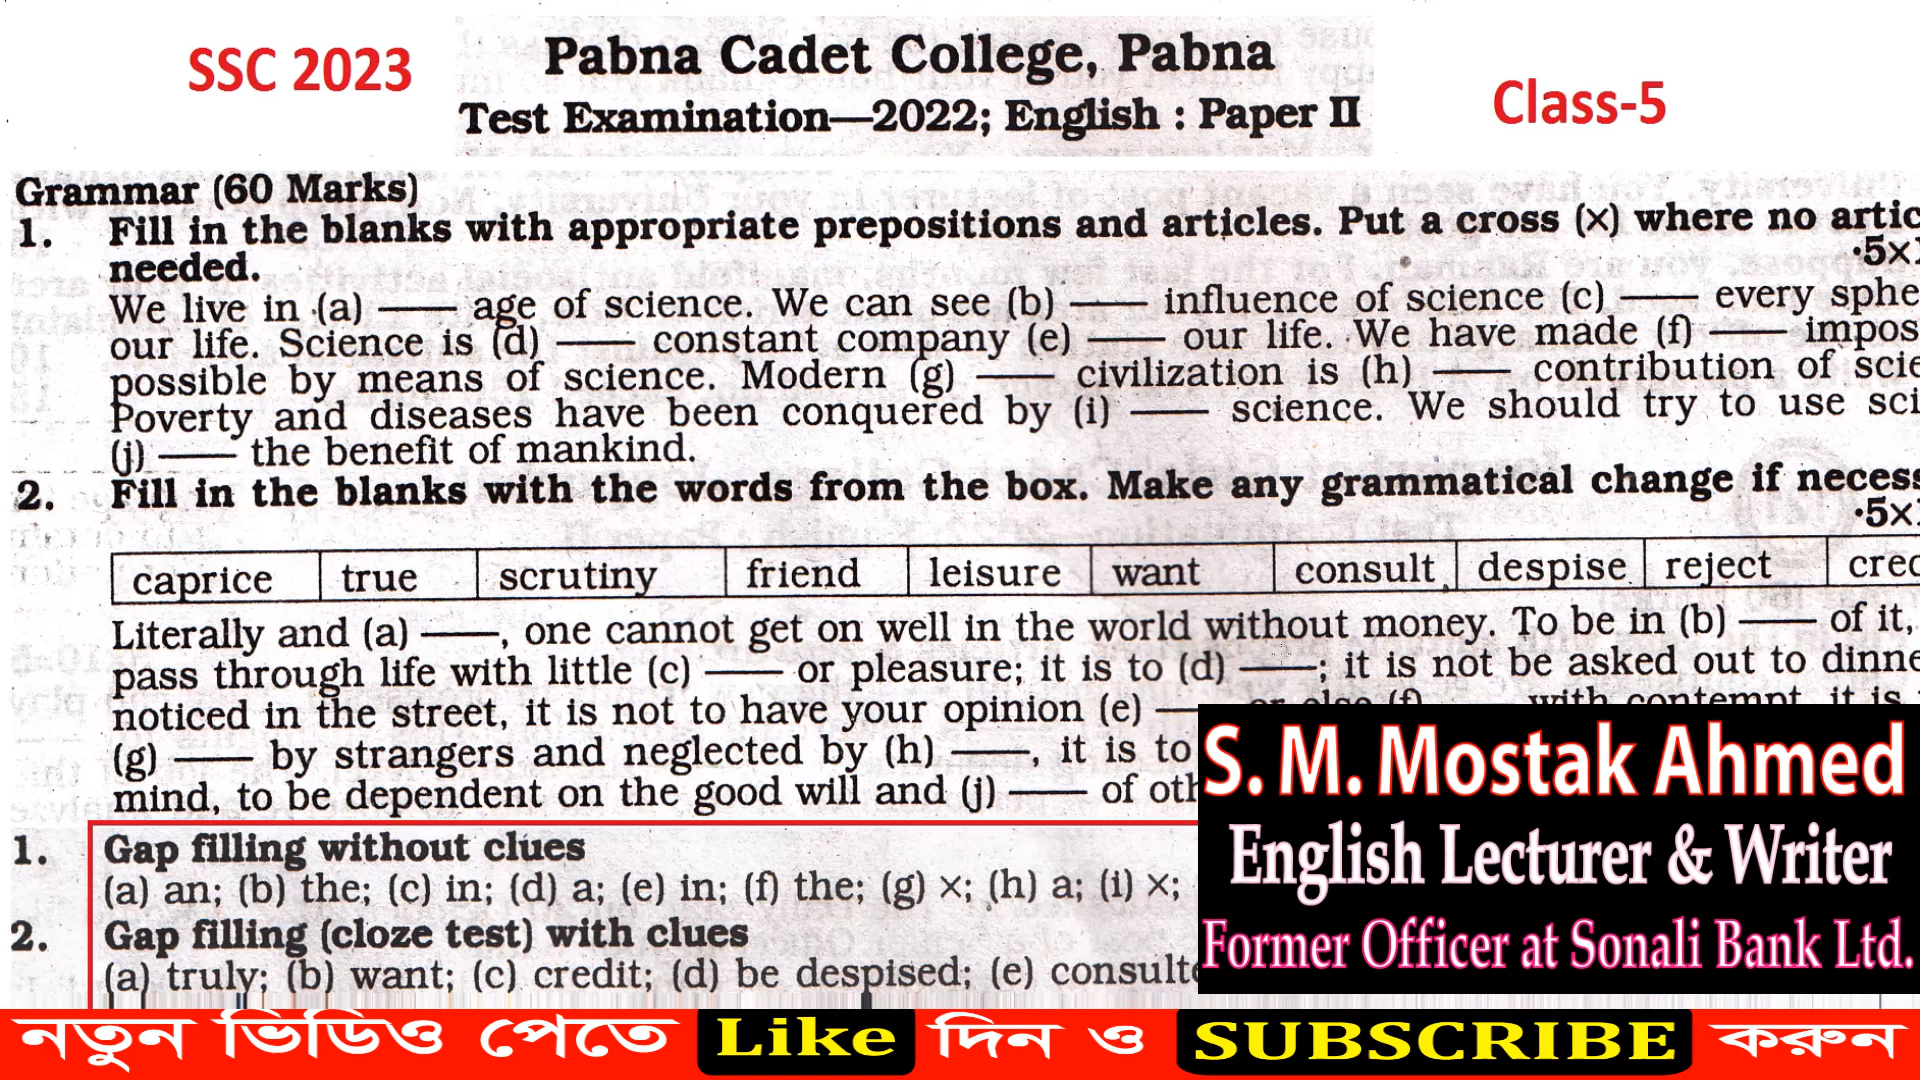 SSC 2023
Pabna Cadet College, Pabna
Test Examination—2022; English : Paper II
Class-5
Grammar (60 Marks)
1. Fill in the blanks with appropriate prepositions and articles. Put a cross (×) where no artic
needed. ·5×1
We live in (a) —— age of science. We can see (b) —— influence of science (c) —— every sphe
our life. Science is (d) —— constant company (e) —— our life. We have made (f) —— impos
possible by means of science. Modern (g) —— civilization is (h) —— contribution of scie
Poverty and diseases have been conquered by (i) —— science. We should try to use sci
(j) —— the benefit of mankind.
2. Fill in the blanks with the words from the box. Make any grammatical change if necess
·5×1
caprice true scrutiny friend leisure want consult despise reject cred
Literally and (a) ——, one cannot get on well in the world without money. To be in (b) —— of it,
pass through life with little (c) —— or pleasure; it is to (d) ——; it is not be asked out to dinne
noticed in the street, it is not to have your opinion (e) —— or else (f) —— with contempt, it is
(g) —— by strangers and neglected by (h) ——, it is to
mind, to be dependent on the good will and (j) —— of oth
S. M. Mostak Ahmed
English Lecturer & Writer
Former Officer at Sonali Bank Ltd.
1. Gap filling without clues
(a) an; (b) the; (c) in; (d) a; (e) in; (f) the; (g) ×; (h) a; (i) ×;
2. Gap filling (cloze test) with clues
(a) truly; (b) want; (c) credit; (d) be despised; (e) consulte
নতুন ভিডিও পেতে Like দিন ও SUBSCRIBE করুন